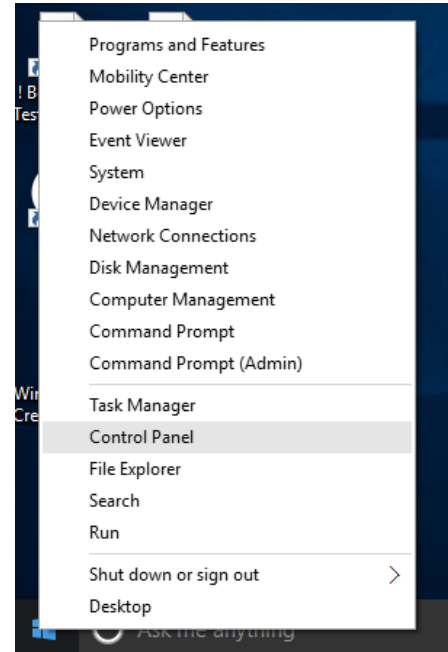 Programs and Features
Mobility Center
Power Options
Event Viewer
System
Device Manager
Network Connections
Disk Management
Computer Management
Command Prompt
Command Prompt (Admin)
Task Manager
Control Panel
File Explorer
Search
Run
Shut down or sign out
Desktop
Ask me anything